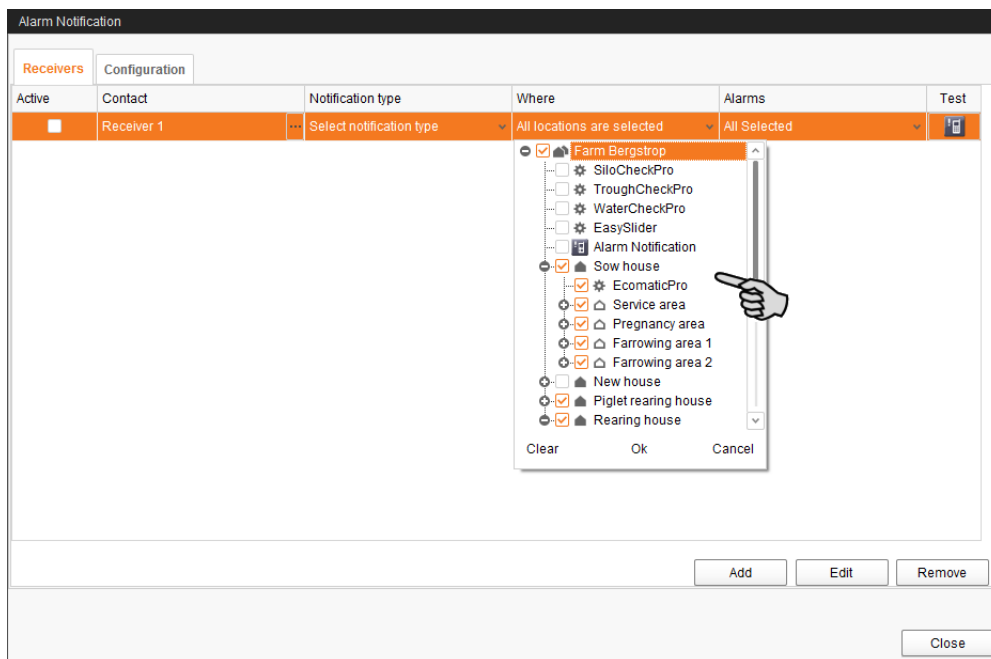 Alarm Notification
Receivers Configuration
Active Contact Notification type Where Alarms Test
Receiver 1 ... Select notification type All locations are selected All Selected
Farm Bergstrop
SiloCheckPro
TroughCheckPro
WaterCheckPro
EasySlider
Alarm Notification
Sow house
EcomaticPro
Service area
Pregnancy area
Farrowing area 1
Farrowing area 2
New house
Piglet rearing house
Rearing house
Clear Ok Cancel
Add Edit Remove
Close